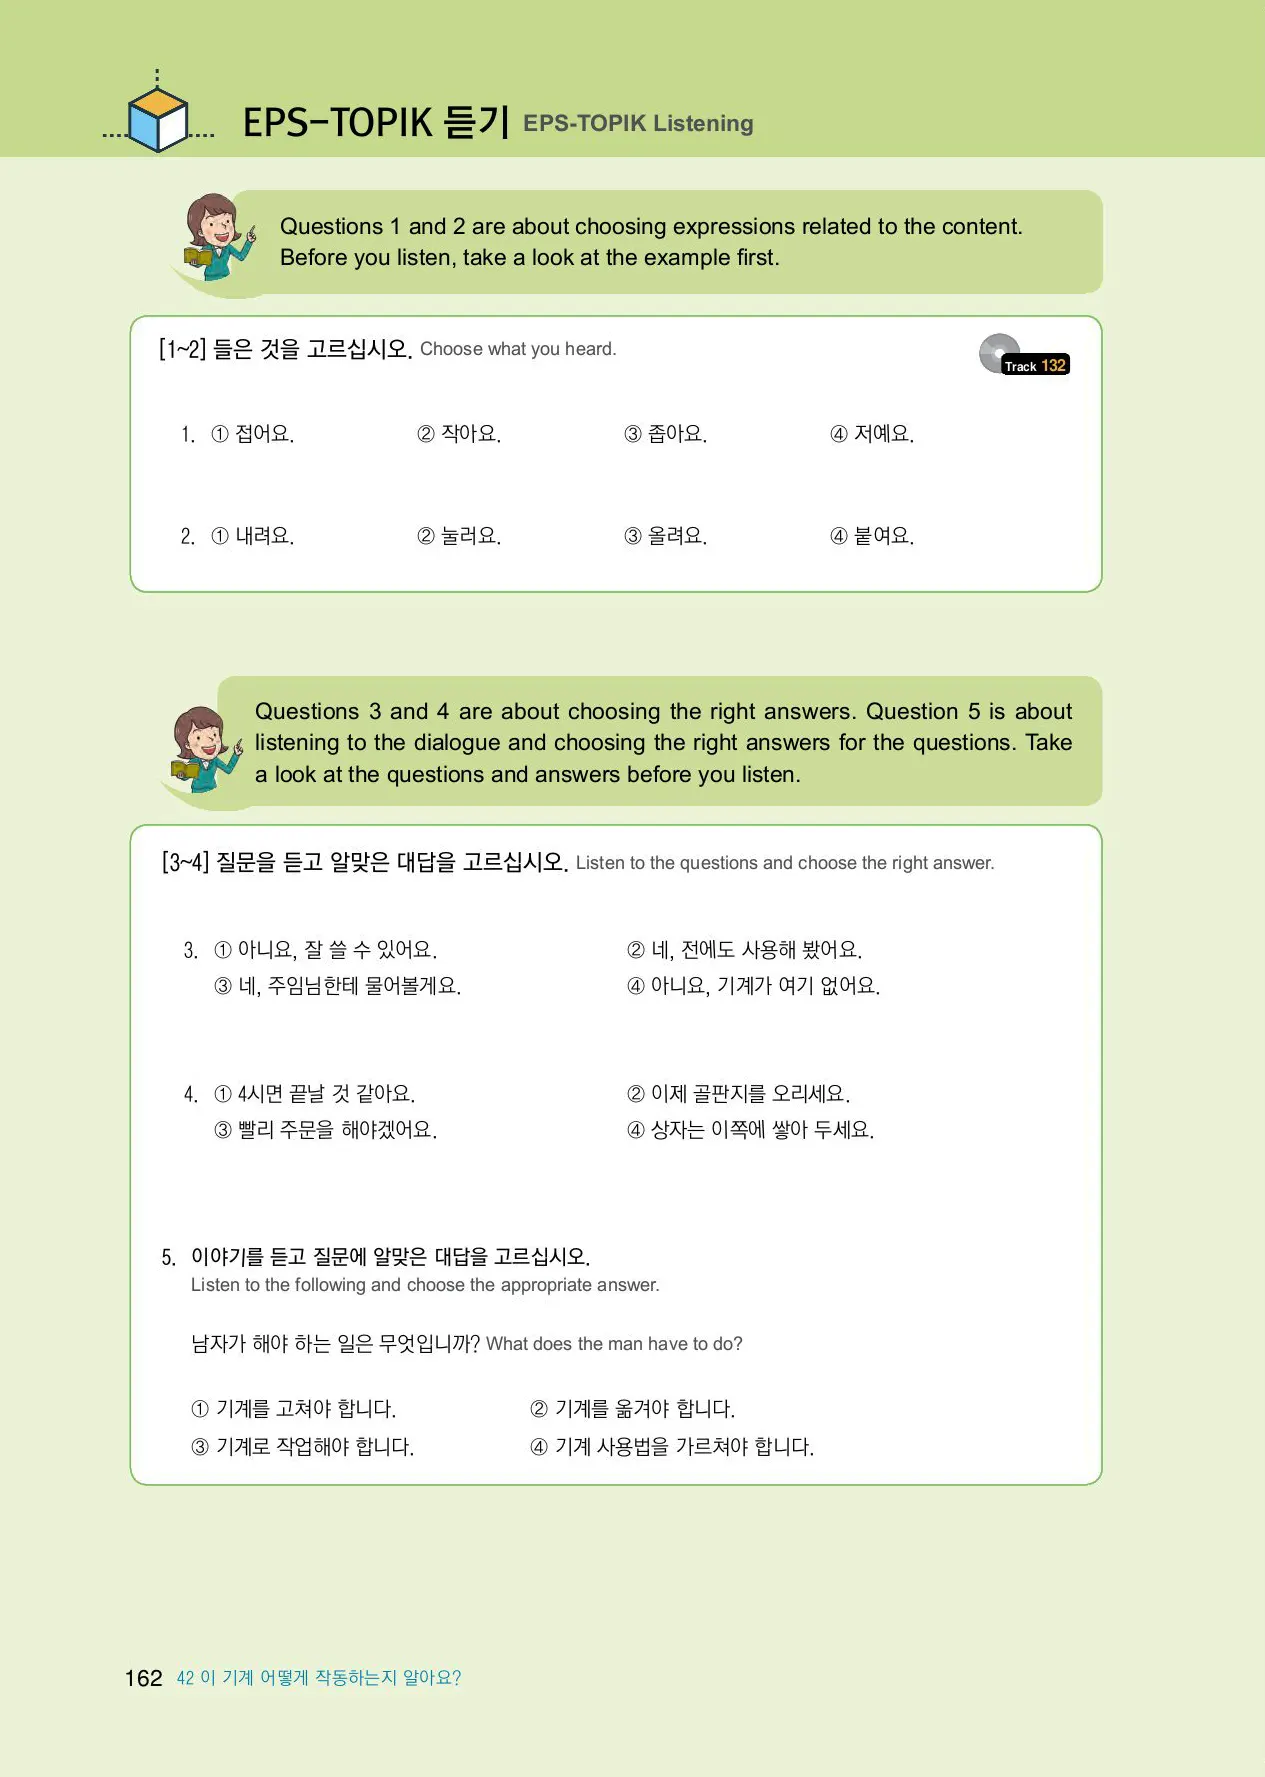 EPS-TOPIK 듣기 EPS-TOPIK Listening
Questions 1 and 2 are about choosing expressions related to the content.
Before you listen, take a look at the example first.
[1~2] 들은 것을 고르십시오. Choose what you heard.
Track 132
1. ① 접어요. ② 작아요. ③ 좁아요. ④ 저예요.
2. ① 내려요. ② 눌러요. ③ 올려요. ④ 붙여요.
Questions 3 and 4 are about choosing the right answers. Question 5 is about
listening to the dialogue and choosing the right answers for the questions. Take
a look at the questions and answers before you listen.
[3~4] 질문을 듣고 알맞은 대답을 고르십시오. Listen to the questions and choose the right answer.
3. ① 아니요, 잘 쓸 수 있어요. ② 네, 전에도 사용해 봤어요.
③ 네, 주임님한테 물어볼게요. ④ 아니요, 기계가 여기 없어요.
4. ① 4시면 끝날 것 같아요. ② 이제 골판지를 오리세요.
③ 빨리 주문을 해야겠어요. ④ 상자는 이쪽에 쌓아 두세요.
5. 이야기를 듣고 질문에 알맞은 대답을 고르십시오.
Listen to the following and choose the appropriate answer.
남자가 해야 하는 일은 무엇입니까? What does the man have to do?
① 기계를 고쳐야 합니다. ② 기계를 옮겨야 합니다.
③ 기계로 작업해야 합니다. ④ 기계 사용법을 가르쳐야 합니다.
162 42 이 기계 어떻게 작동하는지 알아요?